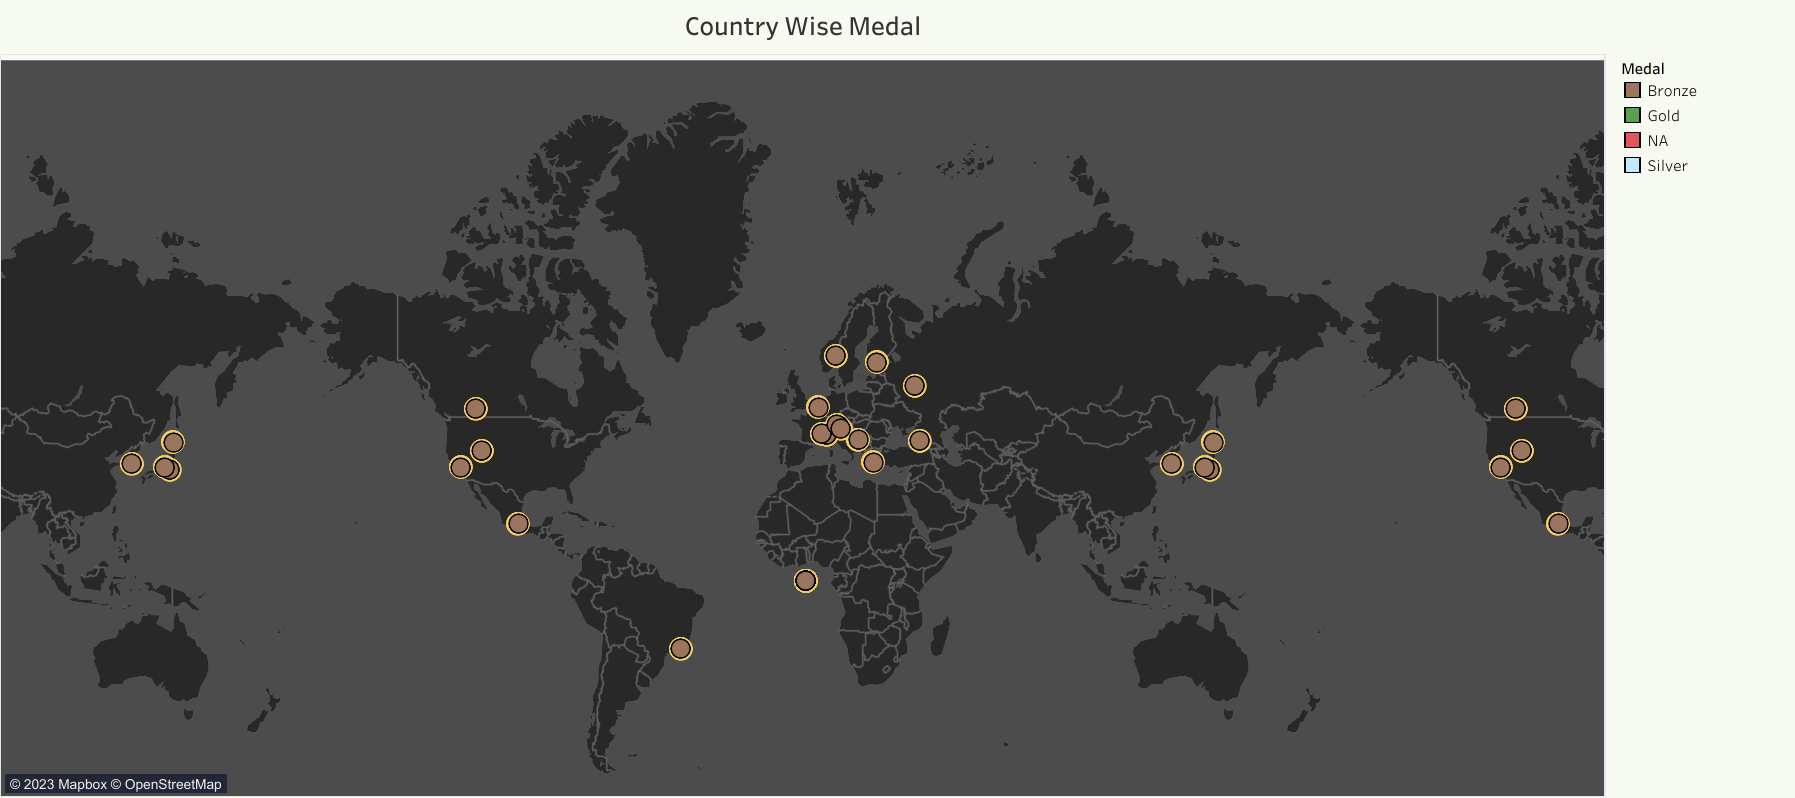 Country Wise Medal
Medal
Bronze
Gold
NA
Silver
© 2023 Mapbox © OpenStreetMap